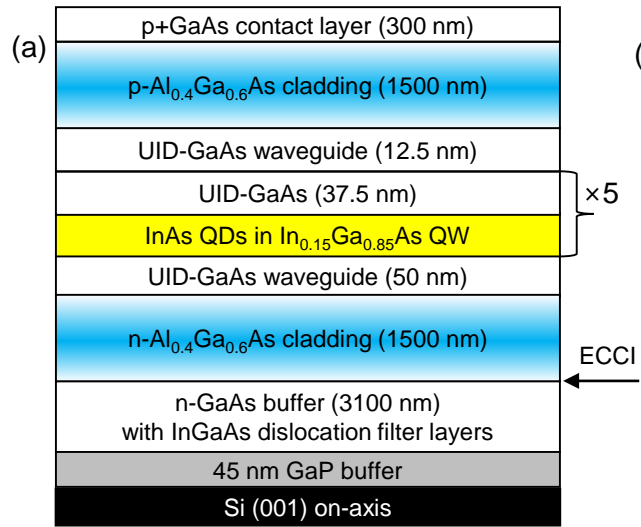 (a)
p+GaAs contact layer (300 nm)
p-Al0.4Ga0.6As cladding (1500 nm)
UID-GaAs waveguide (12.5 nm)
UID-GaAs (37.5 nm)
×5
InAs QDs in In0.15Ga0.85As QW
UID-GaAs waveguide (50 nm)
n-Al0.4Ga0.6As cladding (1500 nm)
ECCI
n-GaAs buffer (3100 nm)
with InGaAs dislocation filter layers
45 nm GaP buffer
Si (001) on-axis
(